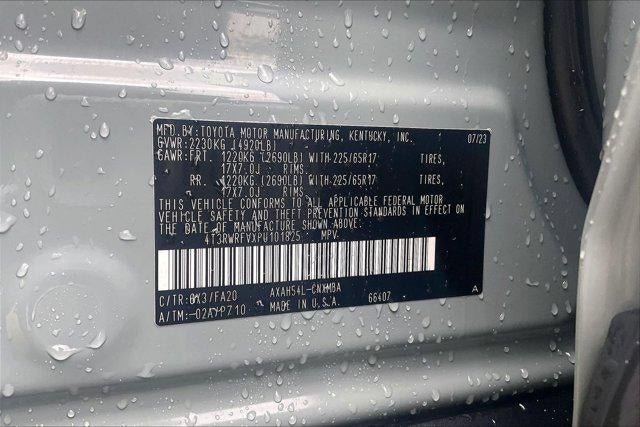 MFD.BY:TOYOTA MOTOR MANUFACTURING, KENTUCKY, INC. 07/23
GVWR:2230KG (4920LB)
GAWR:FRT. 1220KG (2690LB) WITH 225/65R17 TIRES,
17X7.0J RIMS.
RR. 1220KG (2690LB) WITH 225/65R17 TIRES,
17X7.0J RIMS.
THIS VEHICLE CONFORMS TO ALL APPLICABLE FEDERAL MOTOR
VEHICLE SAFETY AND THEFT PREVENTION STANDARDS IN EFFECT ON
THE DATE OF MANUFACTURE SHOWN ABOVE.
4T3RWRFVXPU101825 MPV.
C/TR: /FA20 AXAH54L-CNXMBA
A/TM:-02A/P710 MADE IN U.S.A. 66407 A